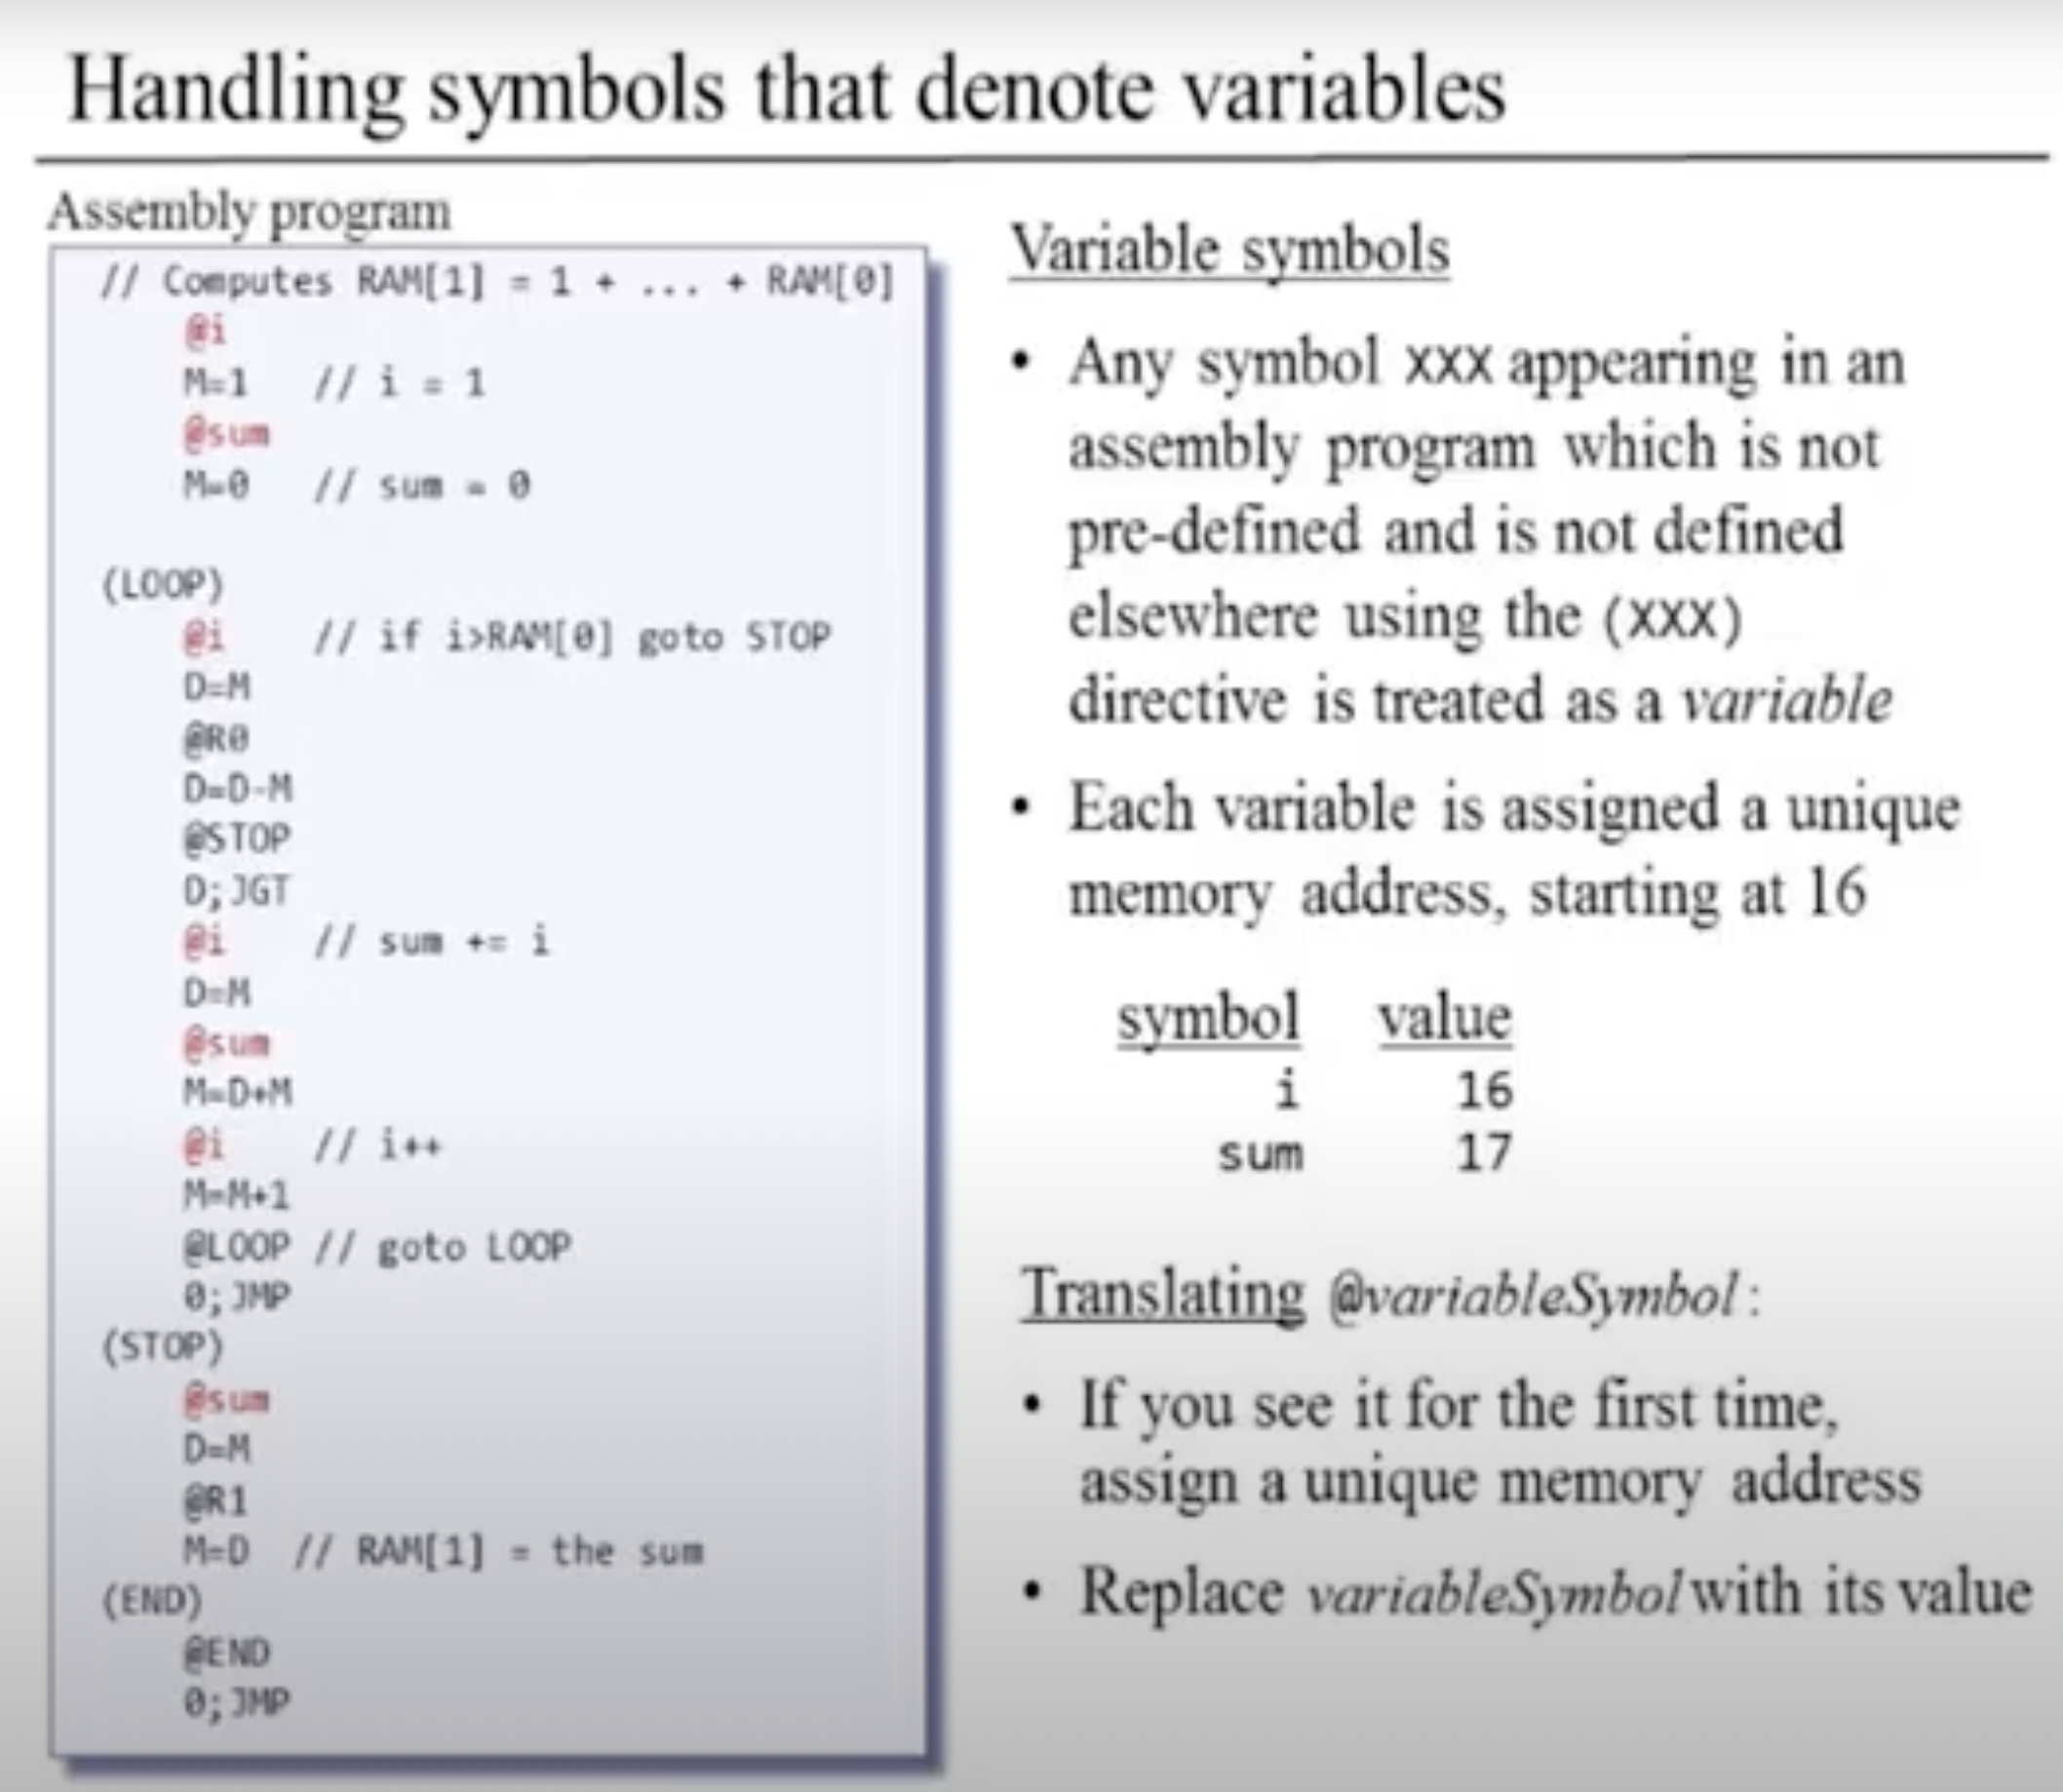 Handling symbols that denote variables
Assembly program
// Computes RAM[1] = 1 + ... + RAM[0]
@i
M=1 // i = 1
@sum
M=0 // sum = 0
(LOOP)
@i // if i>RAM[0] goto STOP
D=M
@R0
D=D-M
@STOP
D;JGT
@i // sum += i
D=M
@sum
M=D+M
@i // i++
M=M+1
@LOOP // goto LOOP
0;JMP
(STOP)
@sum
D=M
@R1
M=D // RAM[1] = the sum
(END)
@END
0;JMP
Variable symbols
• Any symbol xxx appearing in an
assembly program which is not
pre-defined and is not defined
elsewhere using the (xxx)
directive is treated as a variable
• Each variable is assigned a unique
memory address, starting at 16
symbol value
i 16
sum 17
Translating @variableSymbol:
• If you see it for the first time,
assign a unique memory address
• Replace variableSymbol with its value